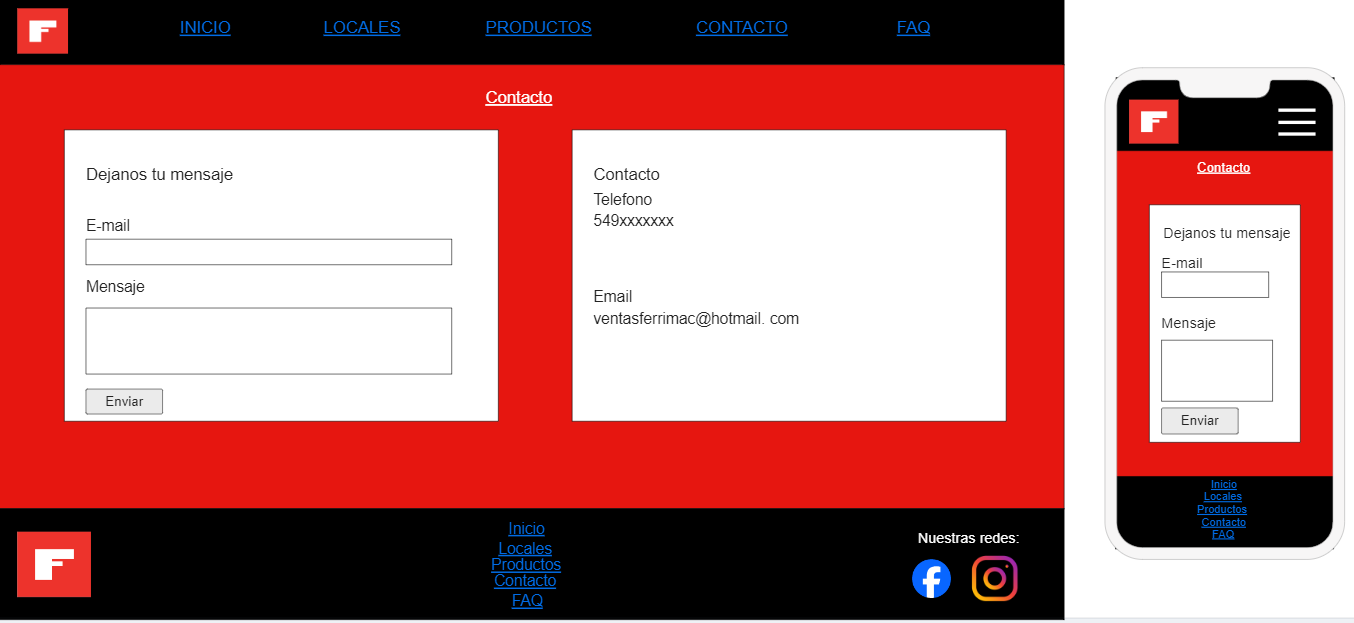 F
INICIO
LOCALES
PRODUCTOS
CONTACTO
FAQ
Contacto
Dejanos tu mensaje
E-mail
Mensaje
Enviar
Contacto
Telefono
549xxxxxxx
Email
ventasferrimac@hotmail. com
F
Inicio
Locales
Productos
Contacto
FAQ
Nuestras redes:
F
Contacto
Dejanos tu mensaje
E-mail
Mensaje
Enviar
Inicio
Locales
Productos
Contacto
FAQ